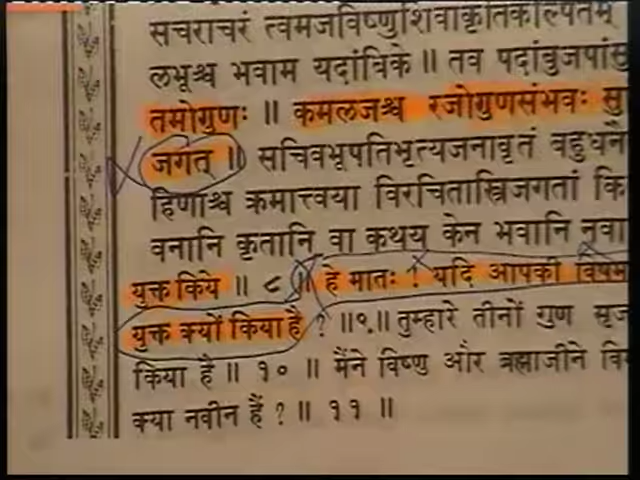 सचराचरं त्वमजविष्णुशिवाकृतिकल्पितम्
लभूश्च भवाम यदांविके ॥ तव पदांवुजपांसु
तमोगुणः ॥ कमलजश्च रजोगुणसंभवः सु
जगत् ॥ सचिवभूपतिभृत्यजनावृतं वहुधनै
हिणाश्च क्रमात्त्वया विरचितास्त्रिजगतां कि
वनानि कृतानि वा कथय केन भवानि नवा
युक्त किये ॥ ८ ॥ हे मातः ! यदि आपकी विषम
युक्त क्यों किया है ? ॥९॥ तुम्हारे तीनों गुण सृज
किया है ॥ १० ॥ मैंने विष्णु और ब्रह्माजीने वि
क्या नवीन हैं ? ॥ ११ ॥